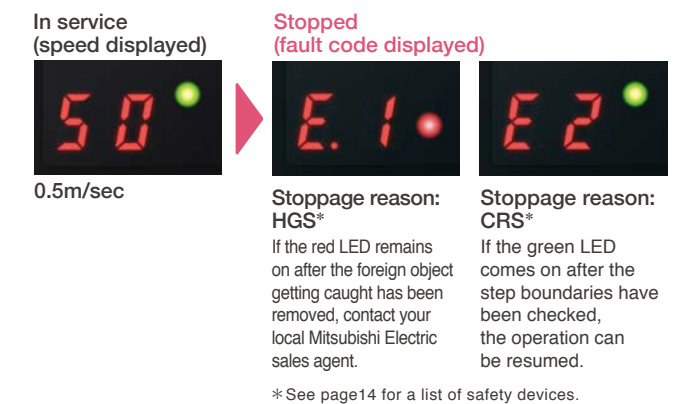 In service
(speed displayed)
Stopped
(fault code displayed)
50
E. 1
E 2
0.5m/sec
Stoppage reason:
HGS*
If the red LED remains
on after the foreign object
getting caught has been
removed, contact your
local Mitsubishi Electric
sales agent.
Stoppage reason:
CRS*
If the green LED
comes on after the
step boundaries have
been checked,
the operation can
be resumed.
*See page14 for a list of safety devices.